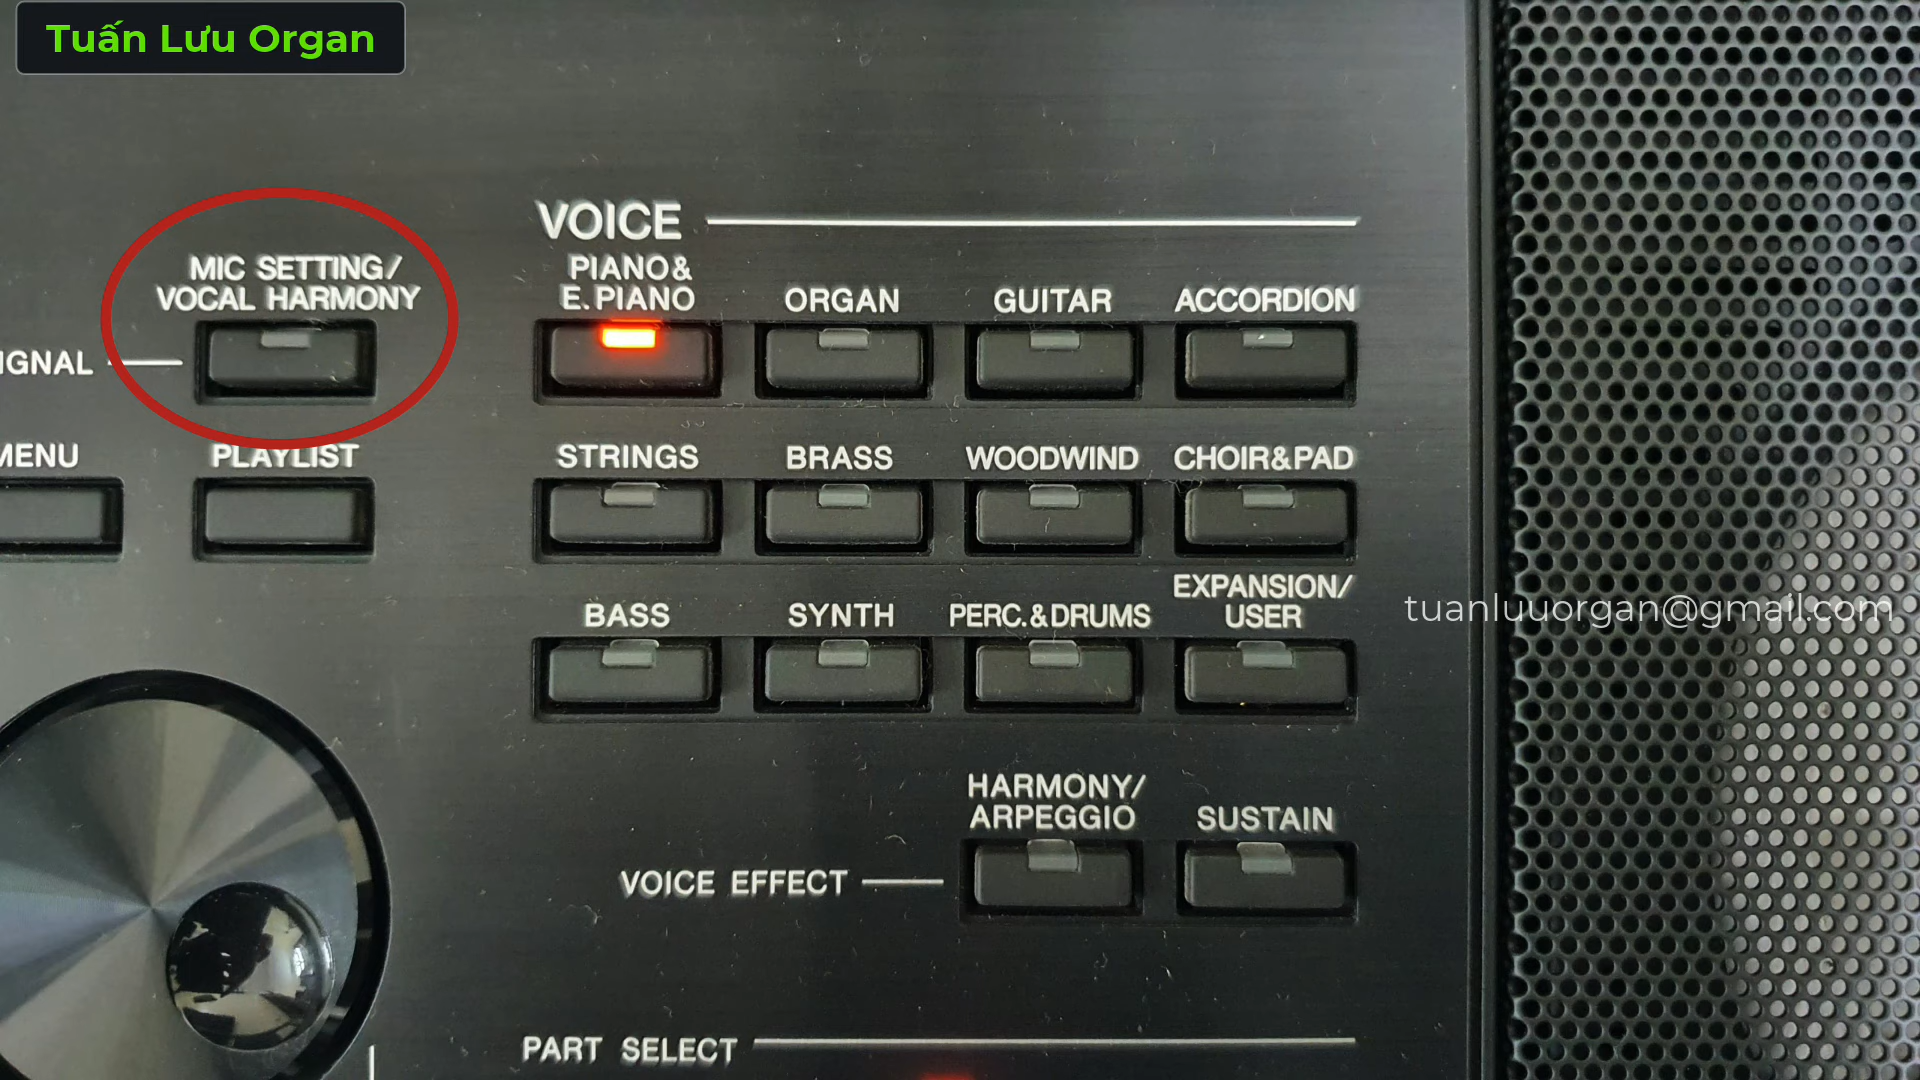 Tuấn Lưu Organ
VOICE
MIC SETTING/
VOCAL HARMONY
PIANO&
E.PIANO
ORGAN
GUITAR
ACCORDION
IGNAL
MENU
PLAYLIST
STRINGS
BRASS
WOODWIND
CHOIR&PAD
BASS
SYNTH
PERC.&DRUMS
EXPANSION/
USER
tuanluuorgan@gmail.com
HARMONY/
ARPEGGIO
SUSTAIN
VOICE EFFECT
PART SELECT